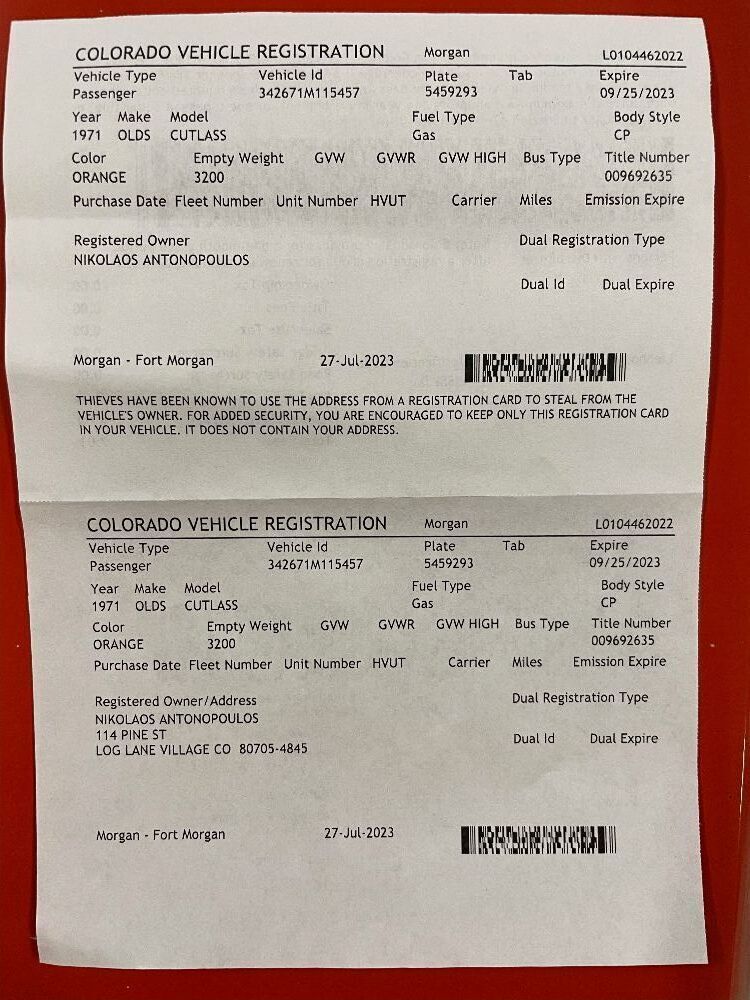 COLORADO VEHICLE REGISTRATION Morgan L0104462022
Vehicle Type Vehicle Id Plate Tab Expire
Passenger 342671M115457 5459293 09/25/2023
Year Make Model Fuel Type Body Style
1971 OLDS CUTLASS Gas CP
Color Empty Weight GVW GVWR GVW HIGH Bus Type Title Number
ORANGE 3200 009692635
Purchase Date Fleet Number Unit Number HVUT Carrier Miles Emission Expire
Registered Owner Dual Registration Type
NIKOLAOS ANTONOPOULOS
Dual Id Dual Expire
Morgan - Fort Morgan 27-Jul-2023
THIEVES HAVE BEEN KNOWN TO USE THE ADDRESS FROM A REGISTRATION CARD TO STEAL FROM THE
VEHICLE'S OWNER. FOR ADDED SECURITY, YOU ARE ENCOURAGED TO KEEP ONLY THIS REGISTRATION CARD
IN YOUR VEHICLE. IT DOES NOT CONTAIN YOUR ADDRESS.
COLORADO VEHICLE REGISTRATION Morgan L0104462022
Vehicle Type Vehicle Id Plate Tab Expire
Passenger 342671M115457 5459293 09/25/2023
Year Make Model Fuel Type Body Style
1971 OLDS CUTLASS Gas CP
Color Empty Weight GVW GVWR GVW HIGH Bus Type Title Number
ORANGE 3200 009692635
Purchase Date Fleet Number Unit Number HVUT Carrier Miles Emission Expire
Registered Owner/Address Dual Registration Type
NIKOLAOS ANTONOPOULOS
114 PINE ST
LOG LANE VILLAGE CO 80705-4845 Dual Id Dual Expire
Morgan - Fort Morgan 27-Jul-2023